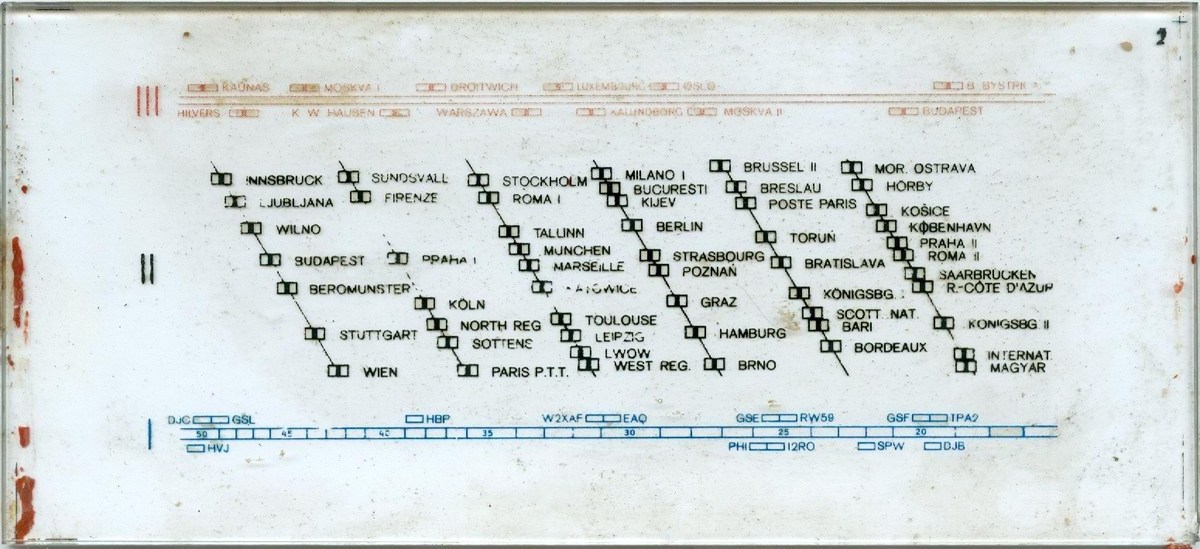 2
KAUNAS MOSKVA I DROITWICH LUXEMBOURG OSLO B. BYSTRI
III
HILVERS K. W. HAUSEN WARSZAWA KALUNDBORG MOSKVA II BUDAPEST
INNSBRUCK
LJUBLJANA
WILNO
BUDAPEST
BEROMUNSTER
STUTTGART
WIEN
SUNDSVALL
FIRENZE
PRAHA I
KÖLN
NORTH REG
SOTTENS
PARIS P.T.T.
STOCKHOLM
ROMA I
TALLUNN
MUNCHEN
MARSEILLE
KATOWICE
TOULOUSE
LEIPZIG
LWOW
WEST REG.
MILANO I
BUCURESTI
KIJEV
BERLIN
STRASBOURG
POZNAŃ
GRAZ
HAMBURG
BRNO
BRUSSEL II
BRESLAU
POSTE PARIS
TORUŃ
BRATISLAVA
KÖNIGSBG. I
SCOTT. NAT.
BARI
BORDEAUX
MOR. OSTRAVA
HÖRBY
KOŠICE
KØBENHAVN
PRAHA II
ROMA II
SAARBRÜCKEN
R.-CÔTE D'AZUR
KÖNIGSBG. II
INTERNAT.
MAGYAR
II
DJC GSL HBP W2XAF EAQ GSE RW59 GSF TPA2
I
50 45 40 35 30 25 20
HVJ PHI I2RO SPW DJB